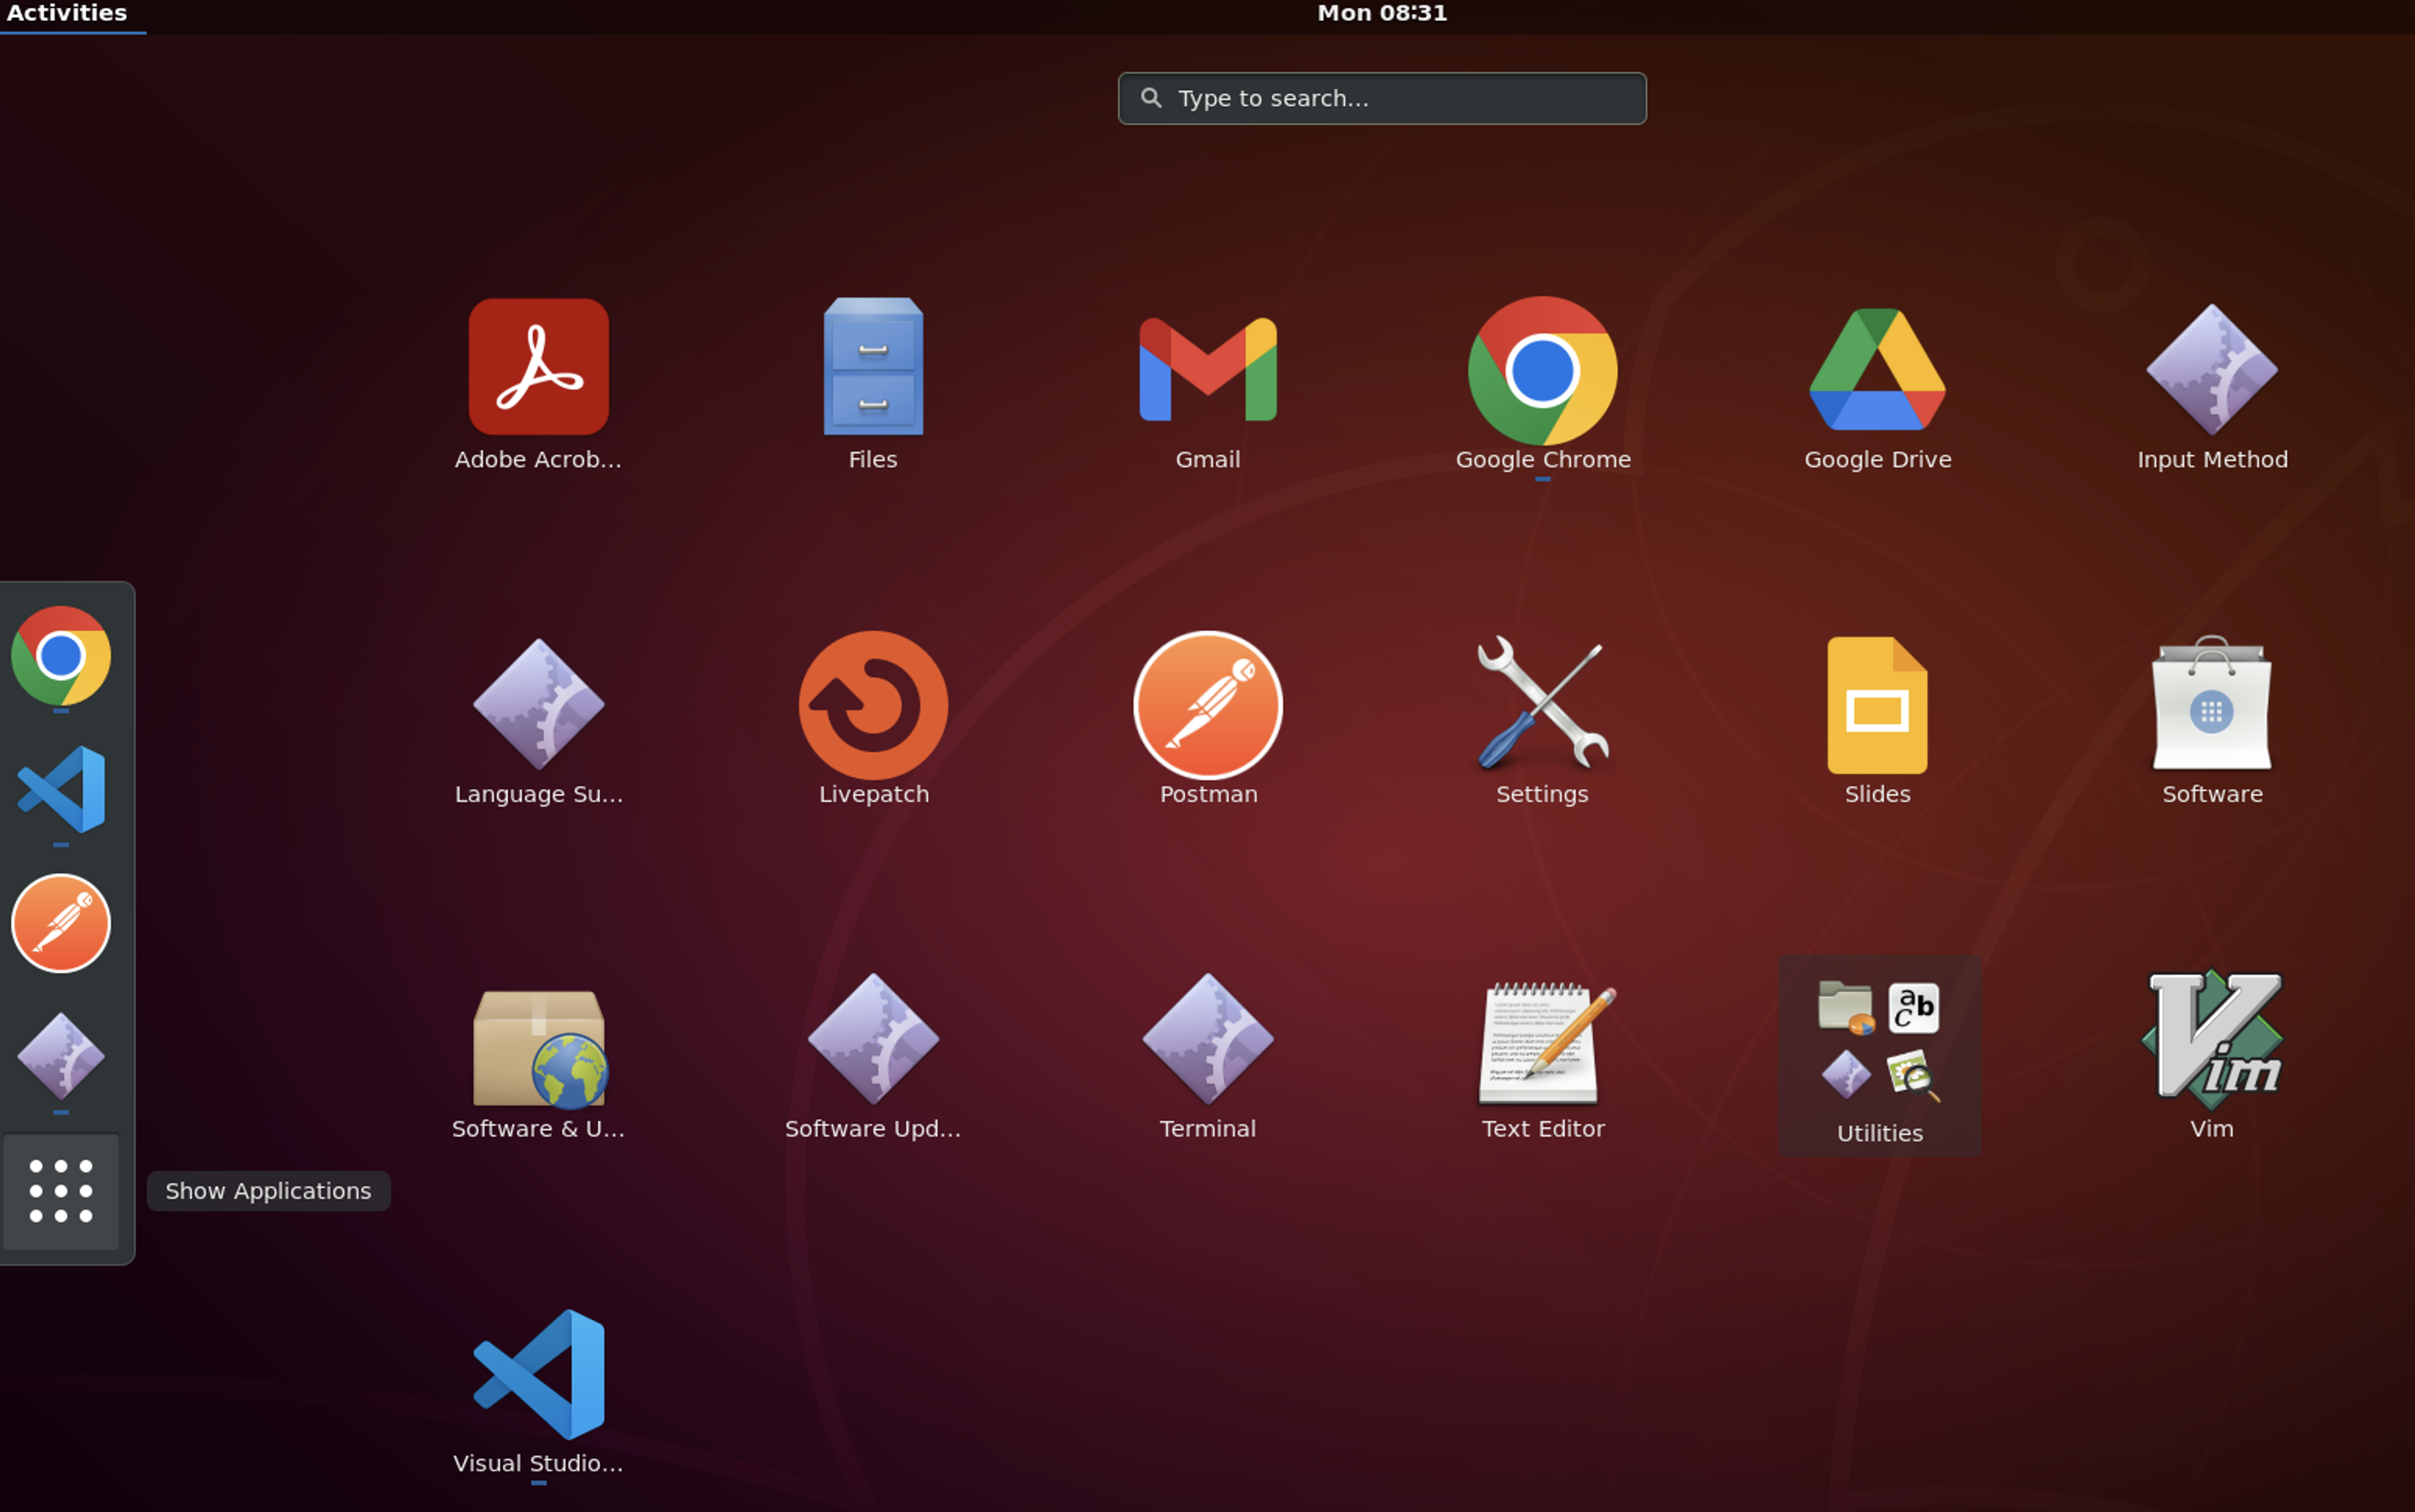 Activities
Mon 08:31
Type to search...
Adobe Acrob...
Files
Gmail
Google Chrome
Google Drive
Input Method
Language Su...
Livepatch
Postman
Settings
Slides
Software
Software & U...
Software Upd...
Terminal
Text Editor
a b c
Utilities
Vim
Vim
Show Applications
Visual Studio...